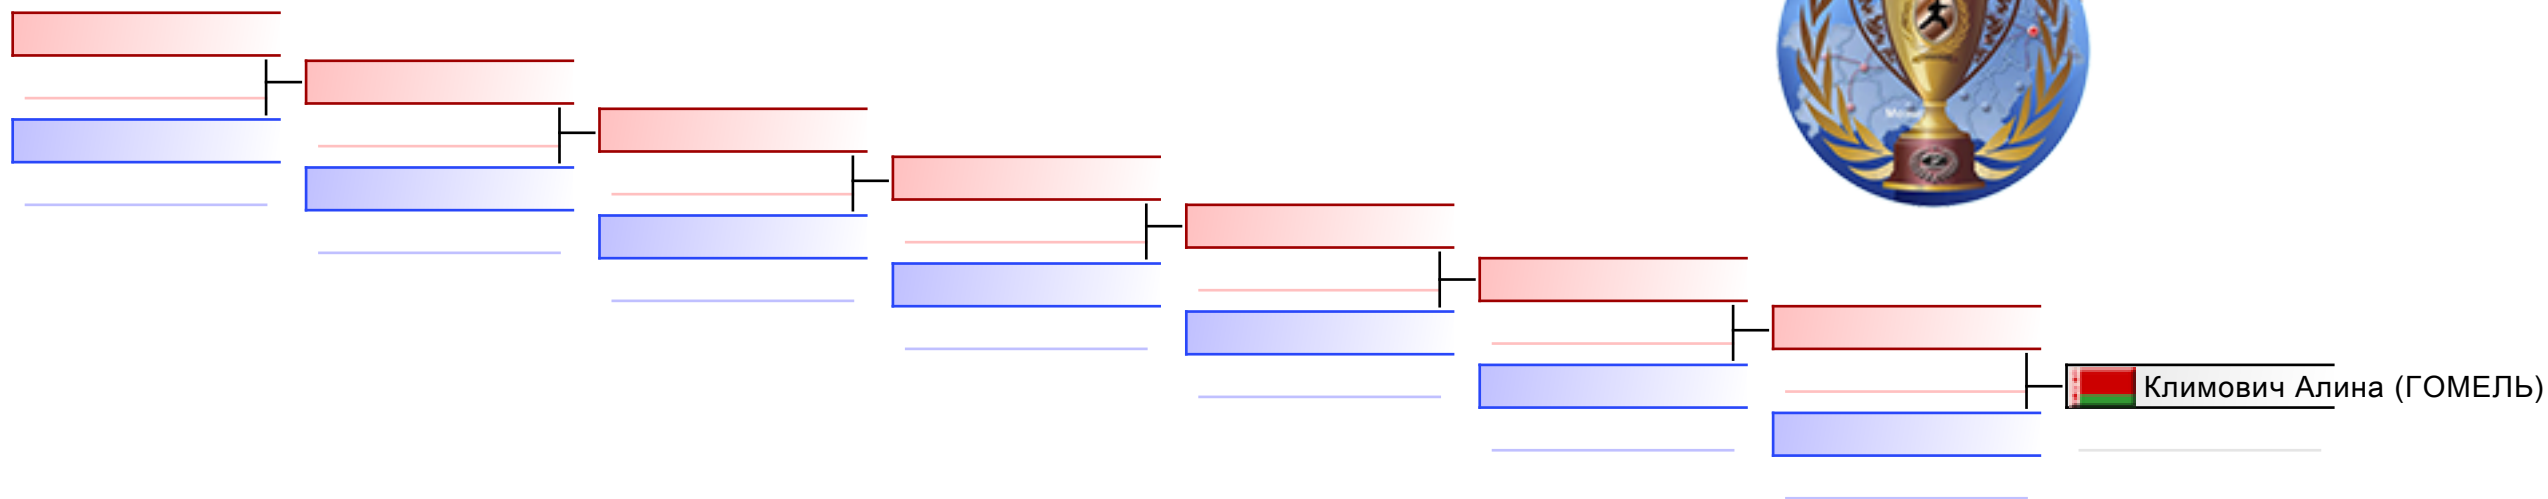 Климович Алина (ГОМЕЛЬ)